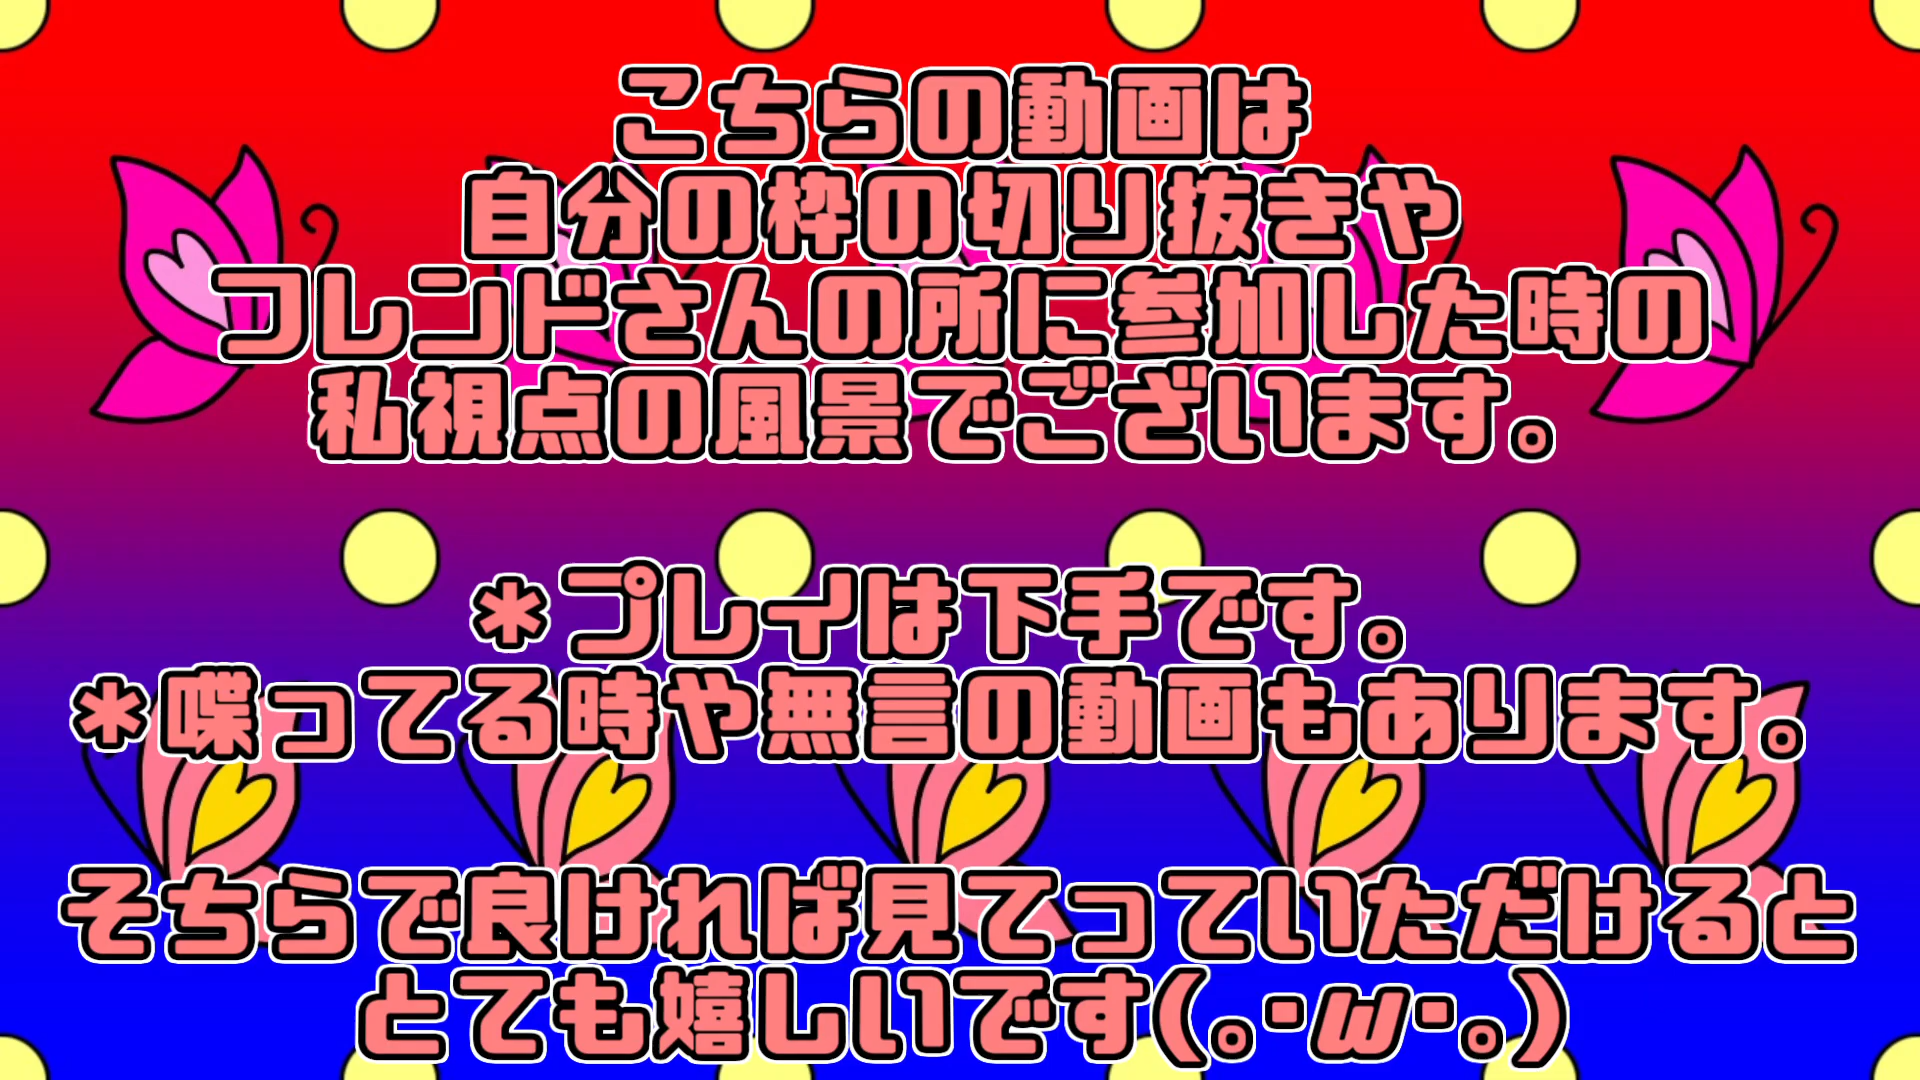 こちらの動画は
自分の枠の切り抜きや
フレンドさんの所に参加した時の
私視点の風景でございます。
*プレイは下手です。
*喋ってる時や無言の動画もあります。
そちらで良ければ見てっていただけると
とても嬉しいです(｡･ω･｡)